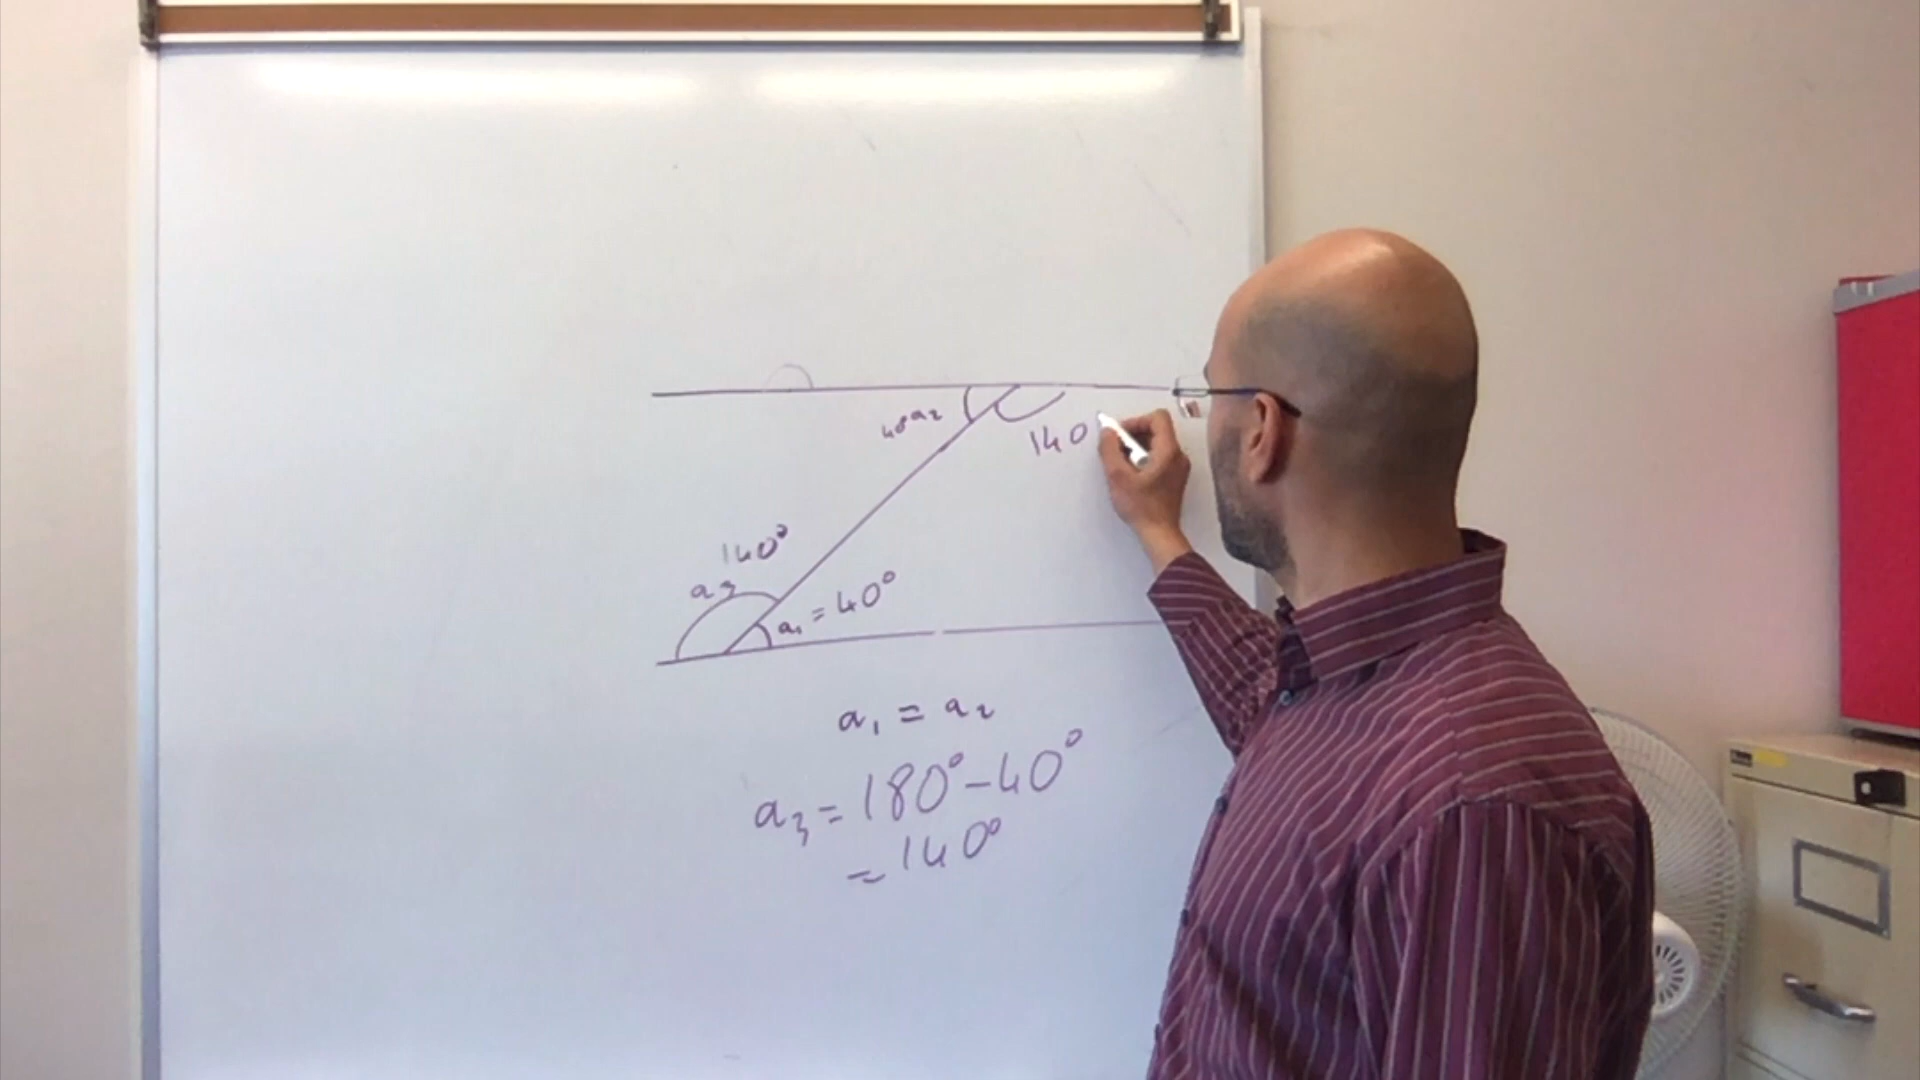 40° a₂
140
140°
a₃
a₁ = 40°
a₁ = a₂
a₃ = 180° - 40°
= 140°